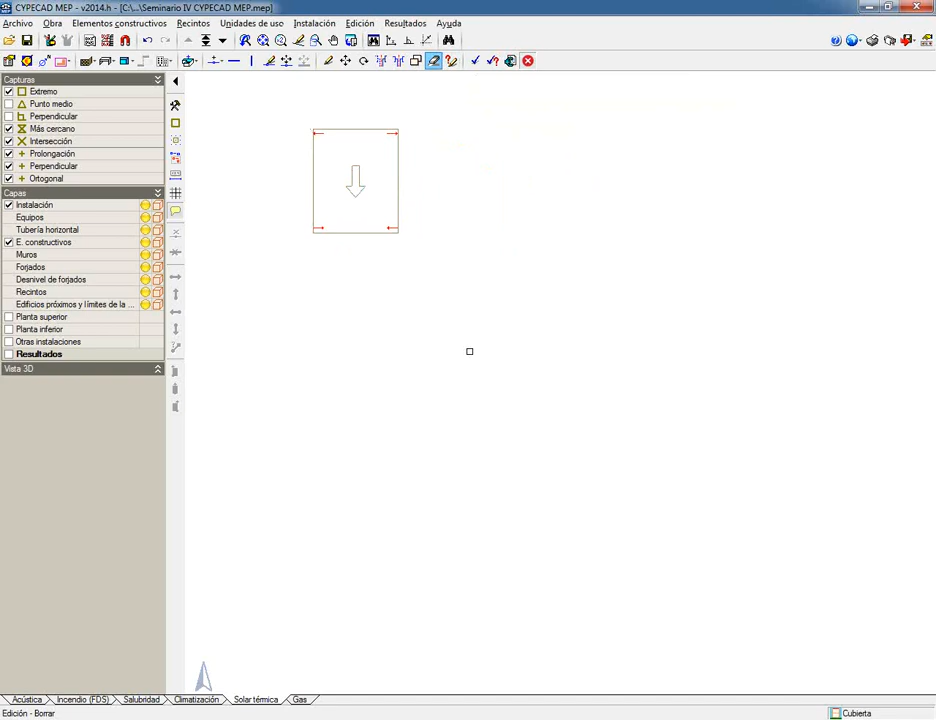 CYPECAD MEP - v2014.h - [C:\...\Seminario IV CYPECAD MEP.mep]
Archivo Obra Elementos constructivos Recintos Unidades de uso Instalación Edición Resultados Ayuda
Capturas
Extremo
Punto medio
Perpendicular
Más cercano
Intersección
Prolongación
Perpendicular
Ortogonal
Capas
Instalación
Equipos
Tubería horizontal
E. constructivos
Muros
Forjados
Desnivel de forjados
Recintos
Edificios próximos y límites de la ...
Planta superior
Planta inferior
Otras instalaciones
Resultados
Vista 3D
Acústica Incendio (FDS) Salubridad Climatización Solar térmica Gas
Edición - Borrar Cubierta